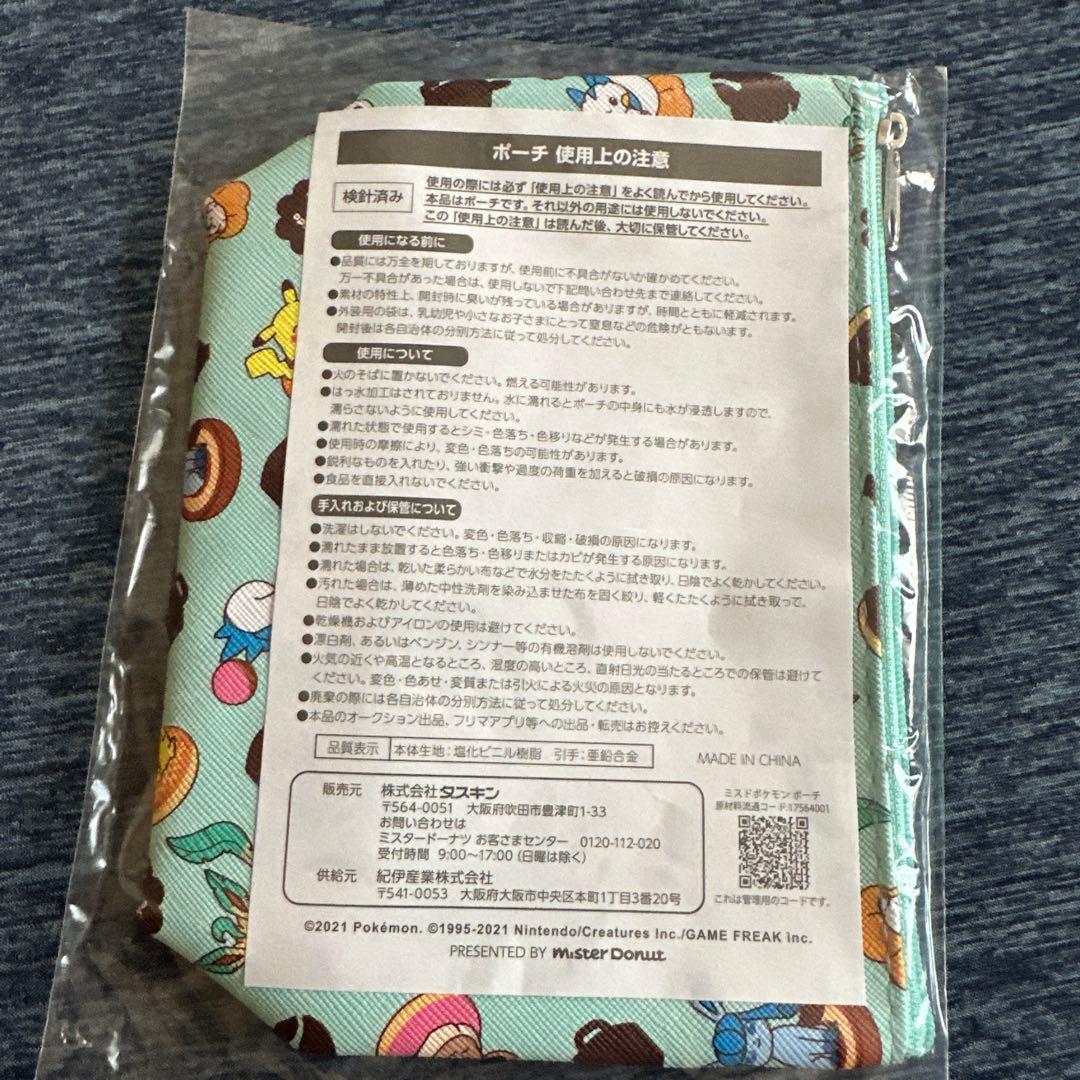 ポーチ 使用上の注意
検針済み
使用の際には必ず「使用上の注意」をよく読んでから使用してください。
本品はポーチです。それ以外の用途には使用しないでください。
この「使用上の注意」は読んだ後、大切に保管してください。
使用になる前に
●品質には万全を期しておりますが、使用前に不具合がないか確かめてください。
万一不具合があった場合は、使用しないで下記問い合わせ先まで連絡してください。
●素材の特性上、開封時に臭いが残っている場合がありますが、時間とともに軽減されます。
●外装用の袋は、乳幼児や小さなお子さまにとって窒息などの危険がともないます。
開封後は各自治体の分別方法に従って処分してください。
使用について
●火のそばに置かないでください。燃える可能性があります。
●はっ水加工はされておりません。水に濡れるとポーチの中身にも水が浸透しますので、
濡らさないように使用してください。
●濡れた状態で使用するとシミ・色落ち・色移りなどが発生する場合があります。
●使用時の摩擦により、変色・色落ちの可能性があります。
●鋭利なものを入れたり、強い衝撃や過度の荷重を加えると破損の原因になります。
●食品を直接入れないでください。
手入れおよび保管について
●洗濯はしないでください。変色・色落ち・収縮・破損の原因になります。
●濡れたまま放置すると色落ち・色移りまたはカビが発生する原因になります。
●濡れた場合は、乾いた柔らかい布などで水分をたたくように拭き取り、日陰でよく乾かしてください。
●汚れた場合は、薄めた中性洗剤を染み込ませた布を固く絞り、軽くたたくように拭き取って、
日陰でよく乾かしてください。
●乾燥機およびアイロンの使用は避けてください。
●漂白剤、あるいはベンジン、シンナー等の有機溶剤は使用しないでください。
●火気の近くや高温となるところ、湿度の高いところ、直射日光の当たるところでの保管は避けて
ください。変色・色あせ・変質または引火による火災の原因となります。
●廃棄の際には各自治体の分別方法に従って処分してください。
●本品のオークション出品、フリマアプリ等への出品・転売はお控えください。
品質表示 本体生地:塩化ビニル樹脂 引手:亜鉛合金
MADE IN CHINA
販売元 株式会社ダスキン
〒564-0051 大阪府吹田市豊津町1-33
お問い合わせは
ミスタードーナツ お客さまセンター 0120-112-020
受付時間 9:00〜17:00(日曜は除く)
供給元 紀伊産業株式会社
〒541-0053 大阪府大阪市中央区本町1丁目3番20号
ミスドポケモン ポーチ
原材料流通コード:17564001
これは管理用のコードです。
©2021 Pokémon. ©1995-2021 Nintendo/Creatures Inc./GAME FREAK inc.
PRESENTED BY mister Donut